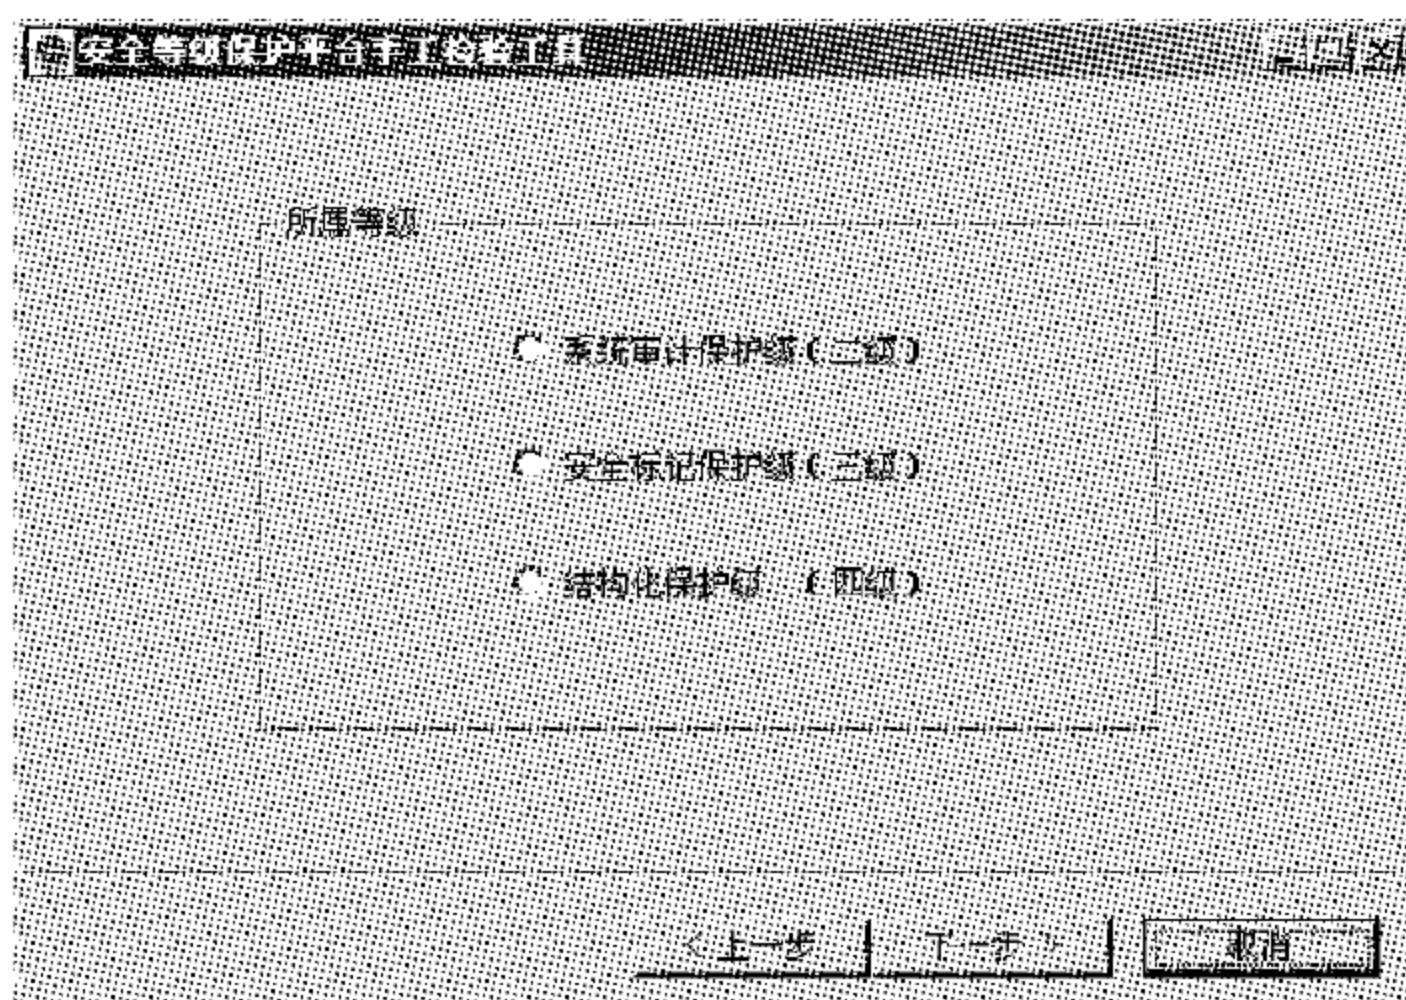 安全等级保护平台手工检验工具
所属等级
系统审计保护级(二级)
安全标记保护级(三级)
结构化保护级 (四级)
<上一步 下一步> 取消